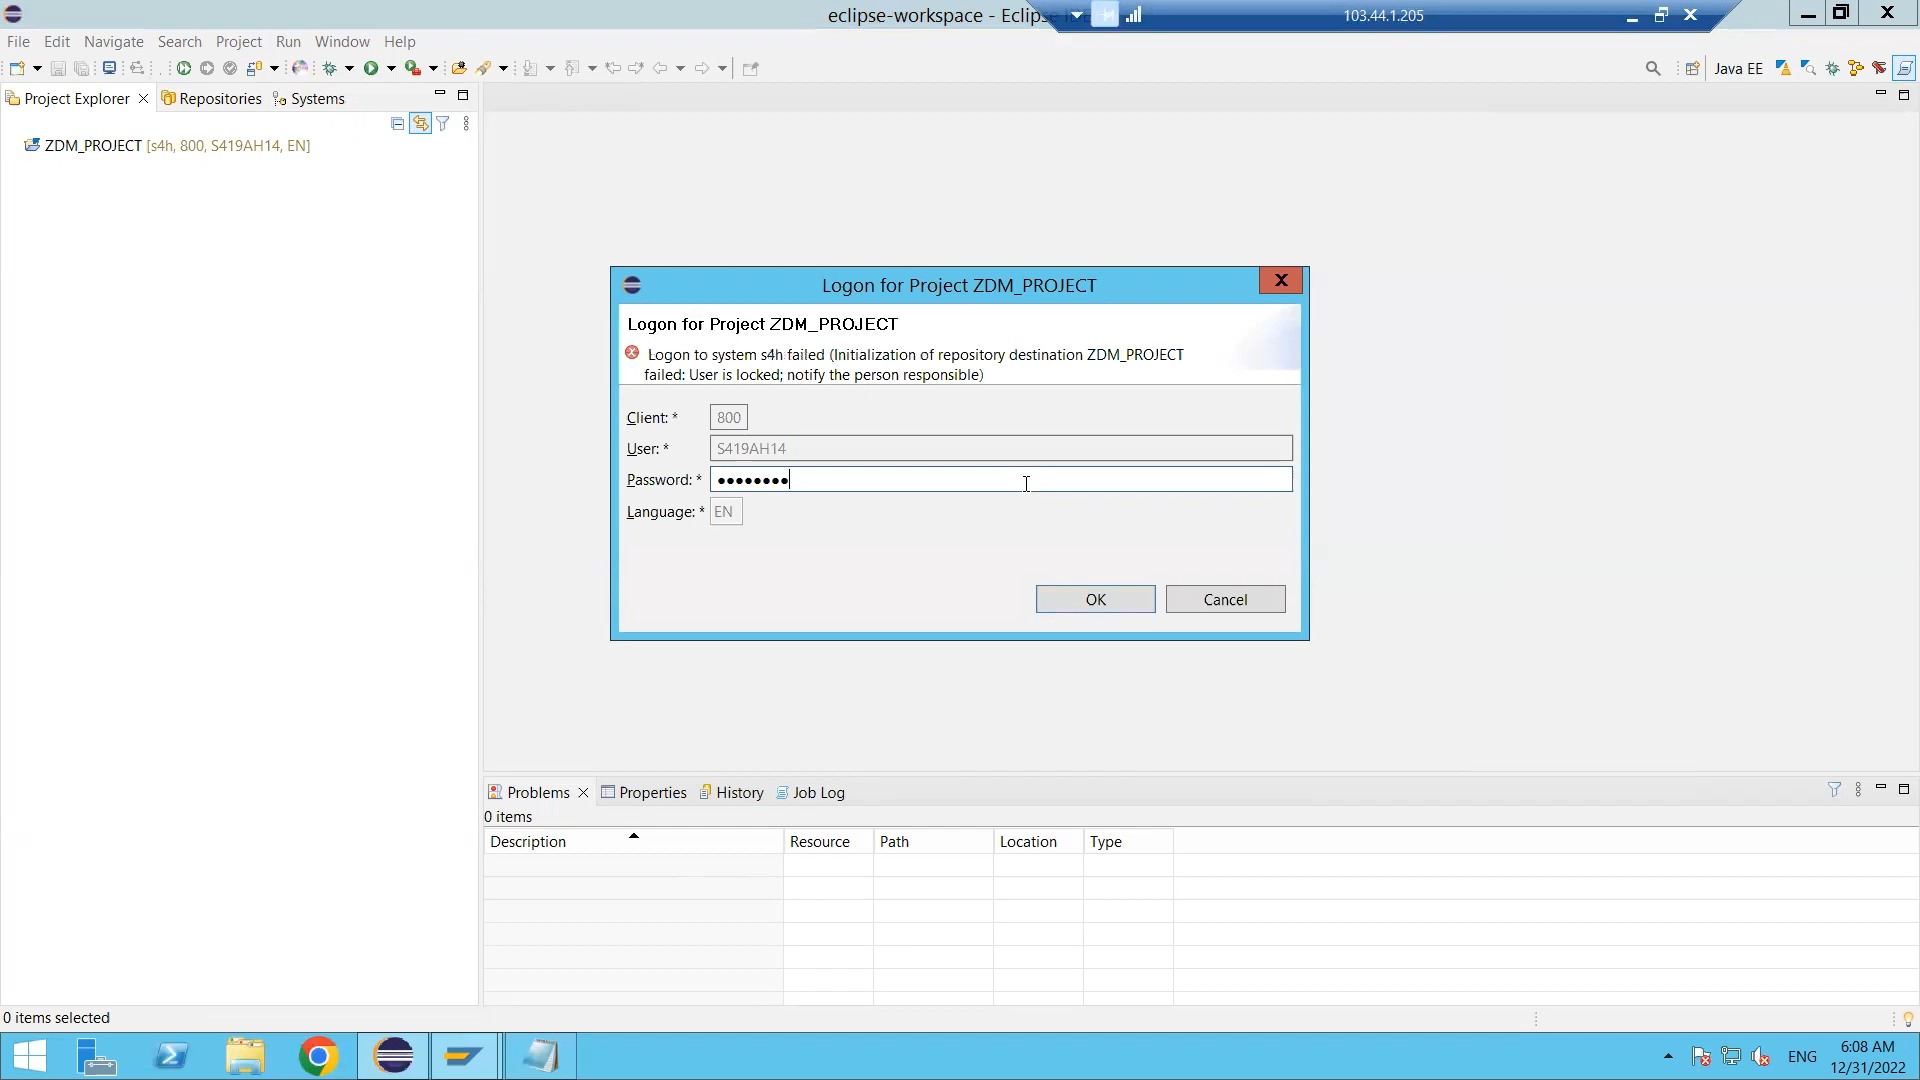 eclipse-workspace - Eclipse IDE
103.44.1.205
File Edit Navigate Search Project Run Window Help
Java EE
Project Explorer Repositories Systems
ZDM_PROJECT [s4h, 800, S419AH14, EN]
Logon for Project ZDM_PROJECT
Logon for Project ZDM_PROJECT
Logon to system s4h failed (Initialization of repository destination ZDM_PROJECT
failed: User is locked; notify the person responsible)
Client: * 800
User: * S419AH14
Password: * ••••••••
Language: * EN
OK Cancel
Problems Properties History Job Log
0 items
Description Resource Path Location Type
0 items selected
ENG
6:08 AM
12/31/2022